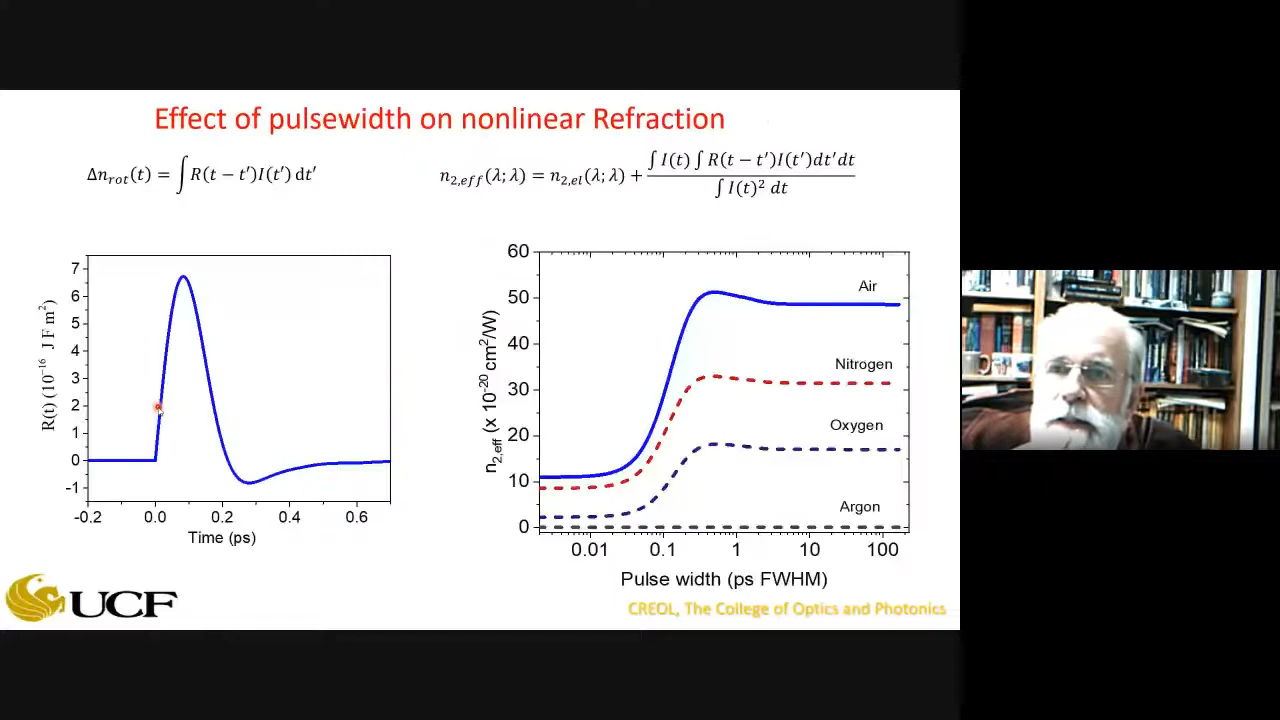 Effect of pulsewidth on nonlinear Refraction
Δn_rot(t) = ∫ R(t − t′)I(t′) dt′
n_2,eff(λ; λ) = n_2,el(λ; λ) + ∫ I(t) ∫ R(t − t′)I(t′)dt′dt / ∫ I(t)² dt
R(t) (10⁻¹⁶ J F m²)
7
6
5
4
3
2
1
0
-1
-0.2 0.0 0.2 0.4 0.6
Time (ps)
n_2,eff (x 10⁻²⁰ cm²/W)
60
50
40
30
20
10
0
Air
Nitrogen
Oxygen
Argon
0.01 0.1 1 10 100
Pulse width (ps FWHM)
UCF
CREOL, The College of Optics and Photonics